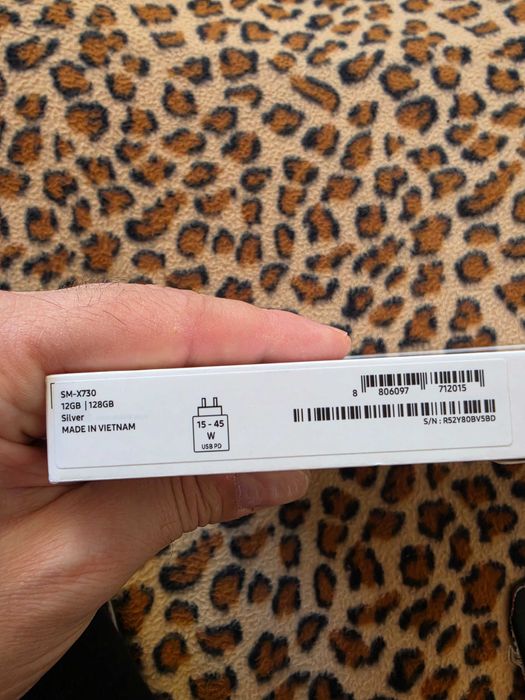 SM-X730
12GB | 128GB
Silver
MADE IN VIETNAM
15 - 45
W
USB PD
8 806097 712015
S/N : R52Y80BV5BD